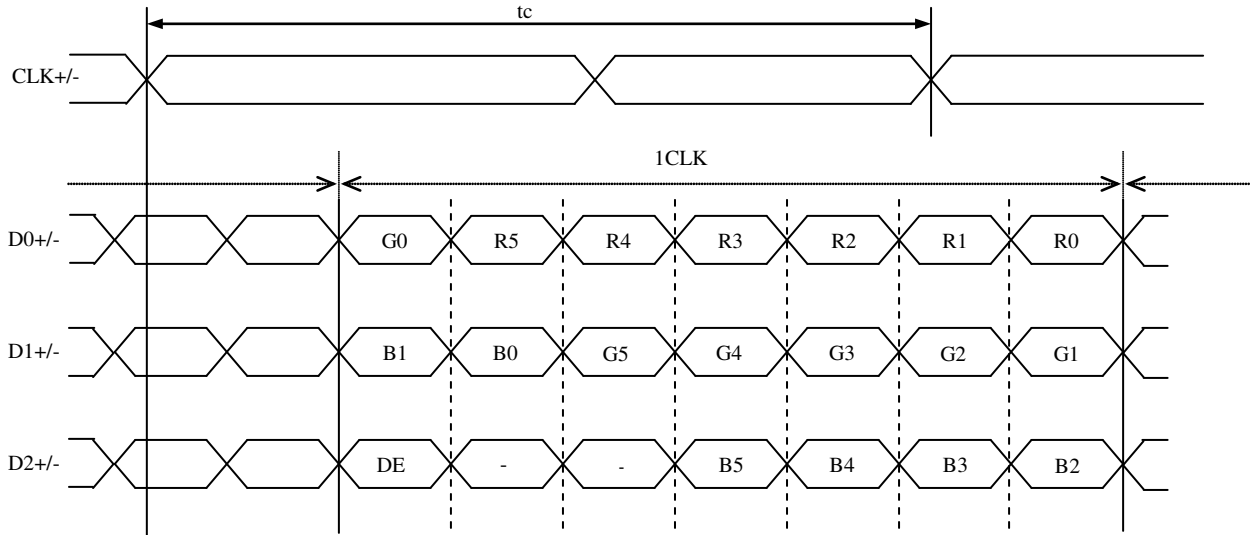 tc
CLK+/-
1CLK
D0+/- G0 R5 R4 R3 R2 R1 R0
D1+/- B1 B0 G5 G4 G3 G2 G1
D2+/- DE - - B5 B4 B3 B2